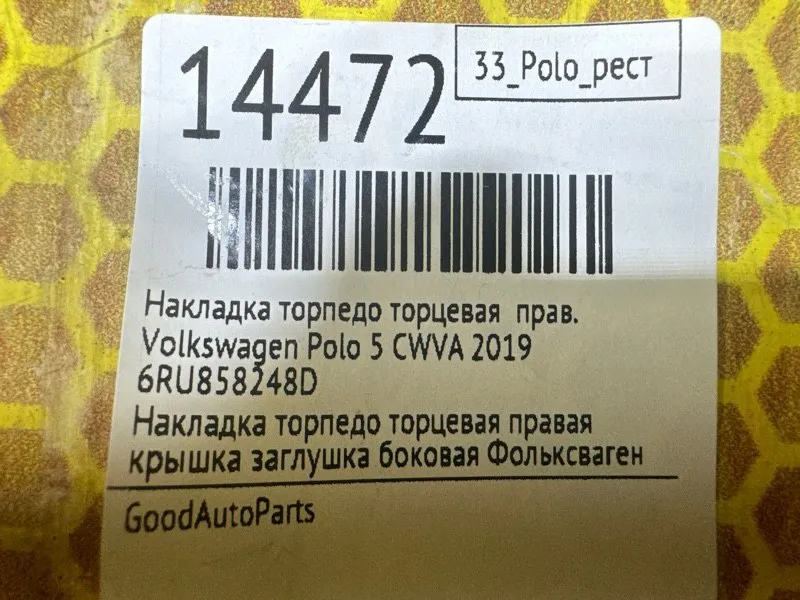 14472
33_Polo_рест
Накладка торпедо торцевая прав.
Volkswagen Polo 5 CWVA 2019
6RU858248D
Накладка торпедо торцевая правая
крышка заглушка боковая Фольксваген
GoodAutoParts